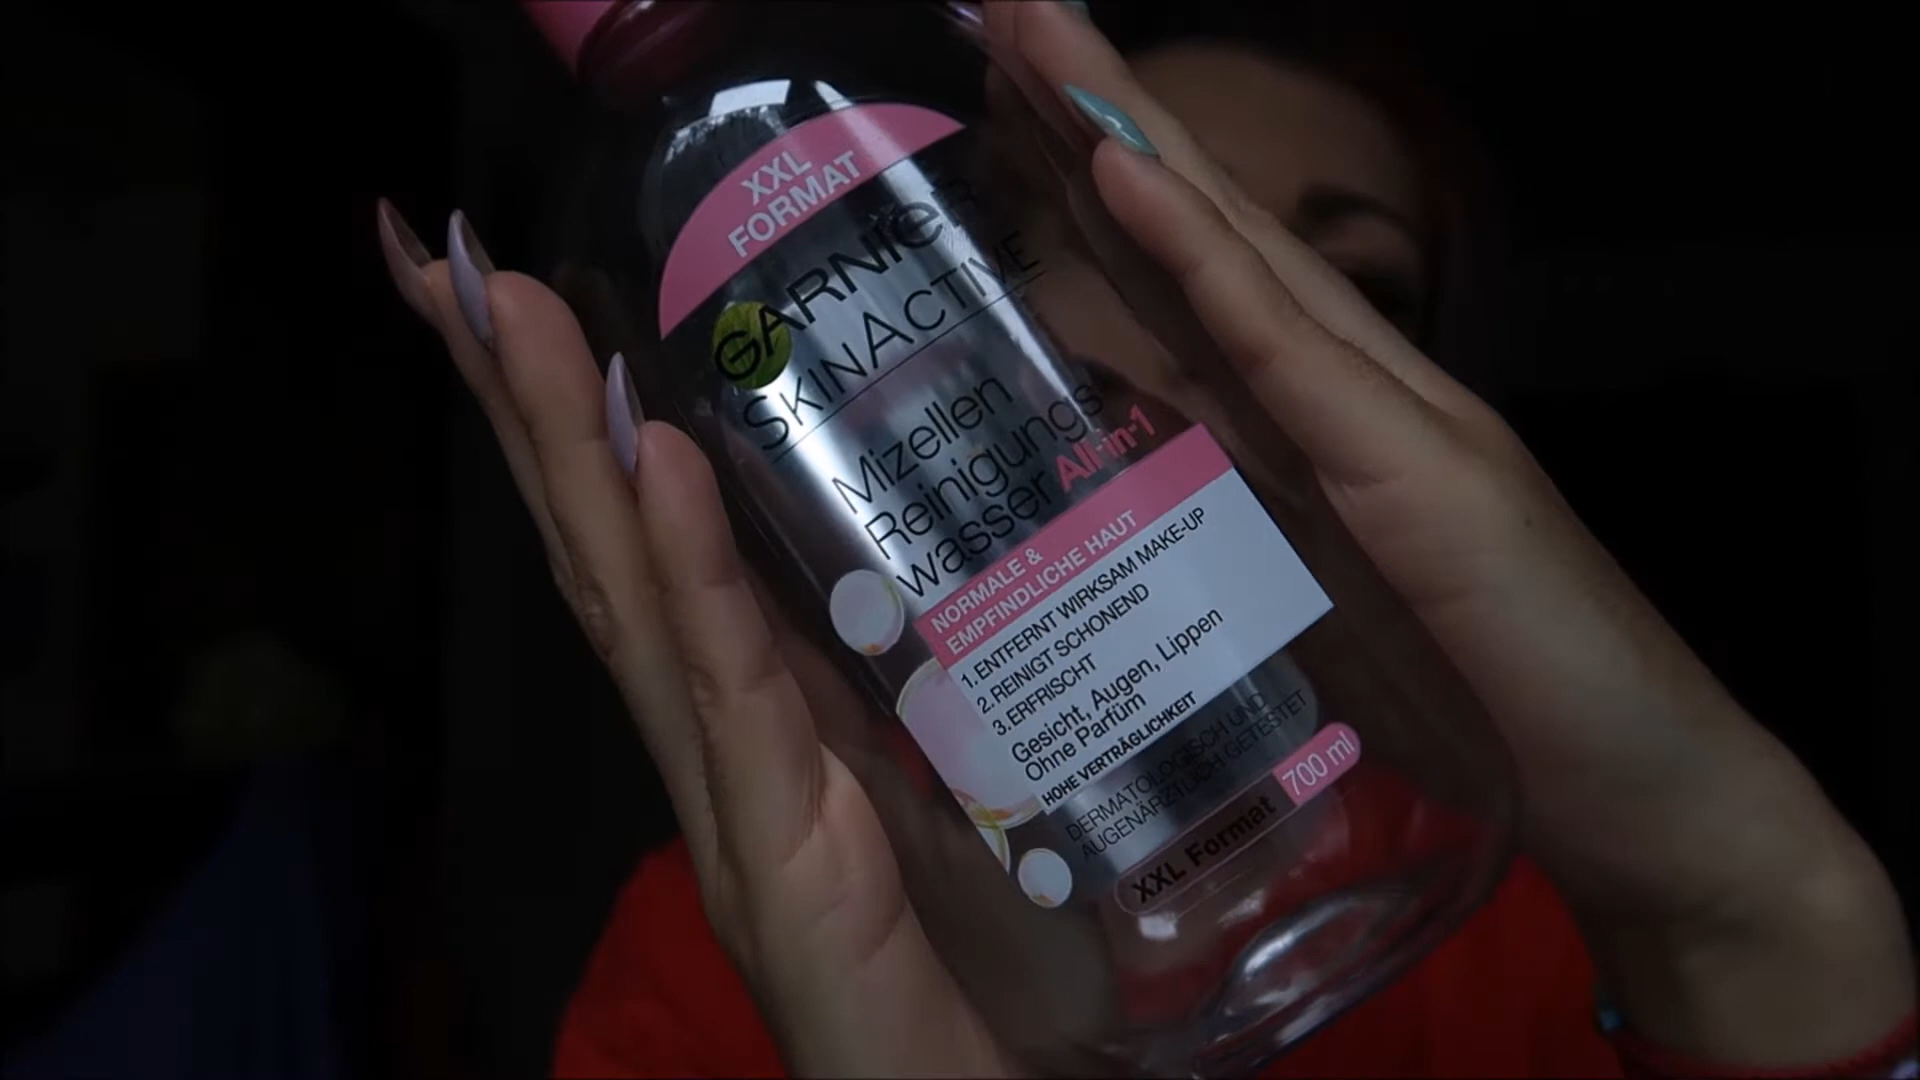 XXL
FORMAT
GARNIER
SKINACTIVE
Mizellen
Reinigungs
wasser All-in-1
NORMALE &
EMPFINDLICHE HAUT
1. ENTFERNT WIRKSAM MAKE-UP
2. REINIGT SCHONEND
3. ERFRISCHT
Gesicht, Augen, Lippen
Ohne Parfüm
HOHE VERTRÄGLICHKEIT
DERMATOLOGISCH UND
AUGENÄRZTLICH GETESTET
XXL Format 700 ml